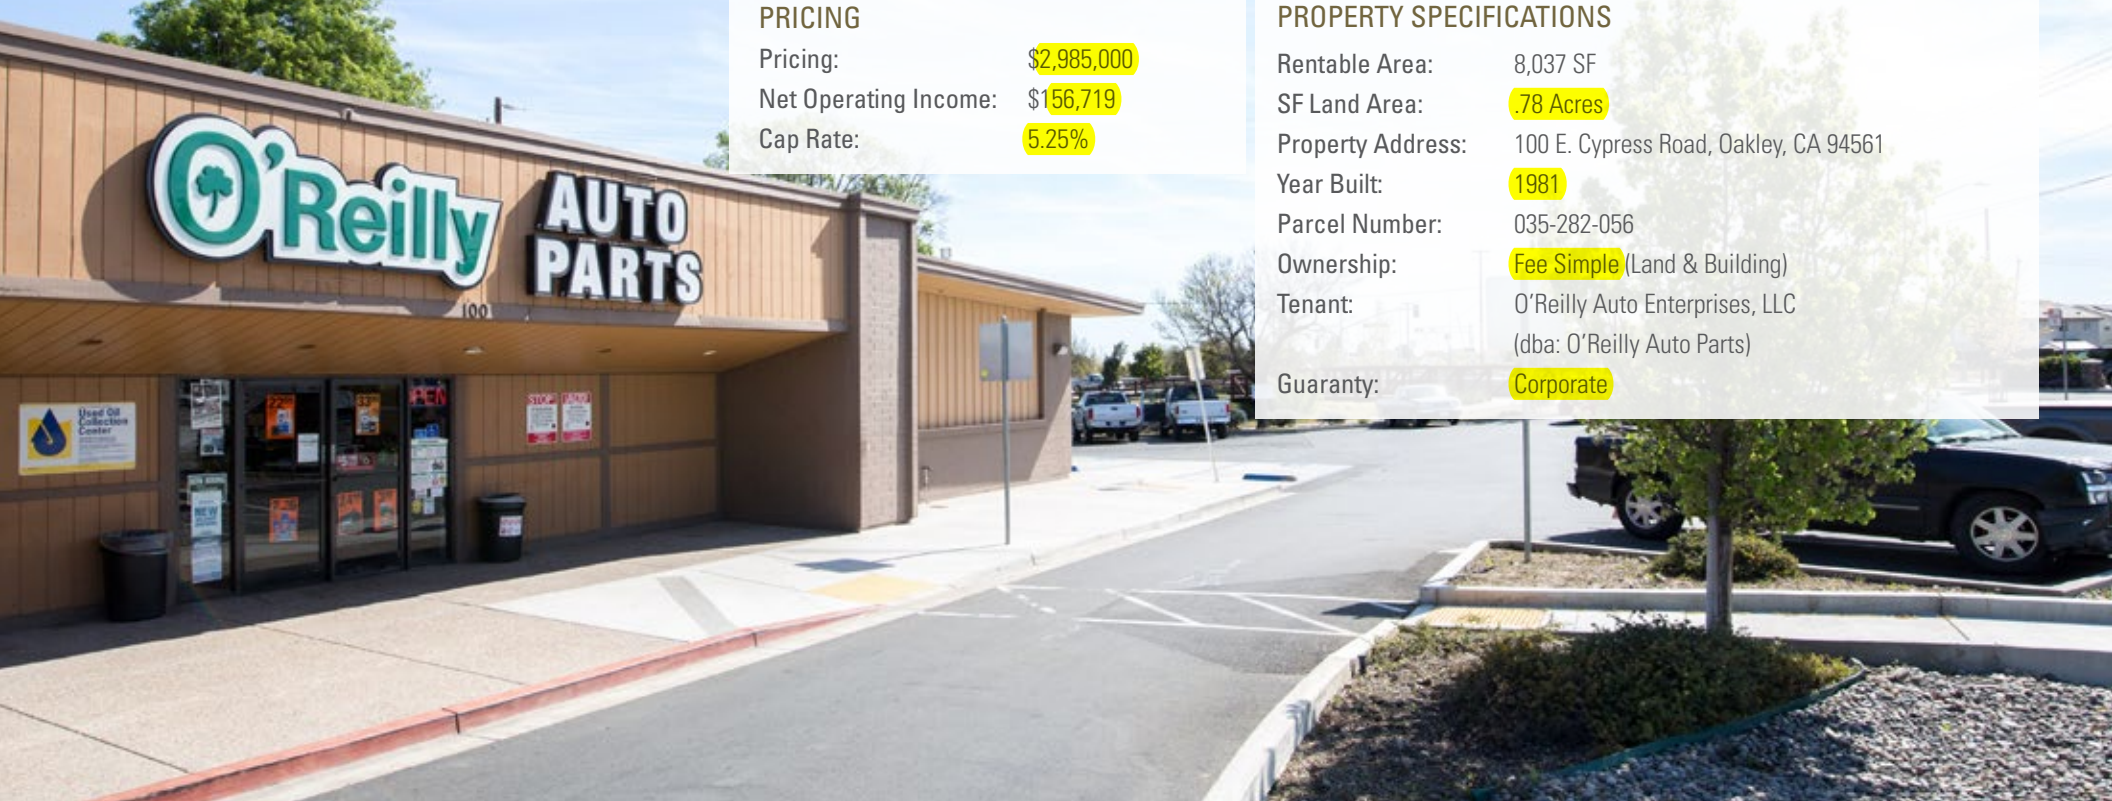 PRICING
Pricing: $2,985,000
Net Operating Income: $156,719
Cap Rate: 5.25%
PROPERTY SPECIFICATIONS
Rentable Area: 8,037 SF
SF Land Area: .78 Acres
Property Address: 100 E. Cypress Road, Oakley, CA 94561
Year Built: 1981
Parcel Number: 035-282-056
Ownership: Fee Simple (Land & Building)
Tenant: O'Reilly Auto Enterprises, LLC
(dba: O'Reilly Auto Parts)
Guaranty: Corporate
O'Reilly
AUTO
PARTS
100
Used Oil
Collection
Center
OPEN
STOP
NEW